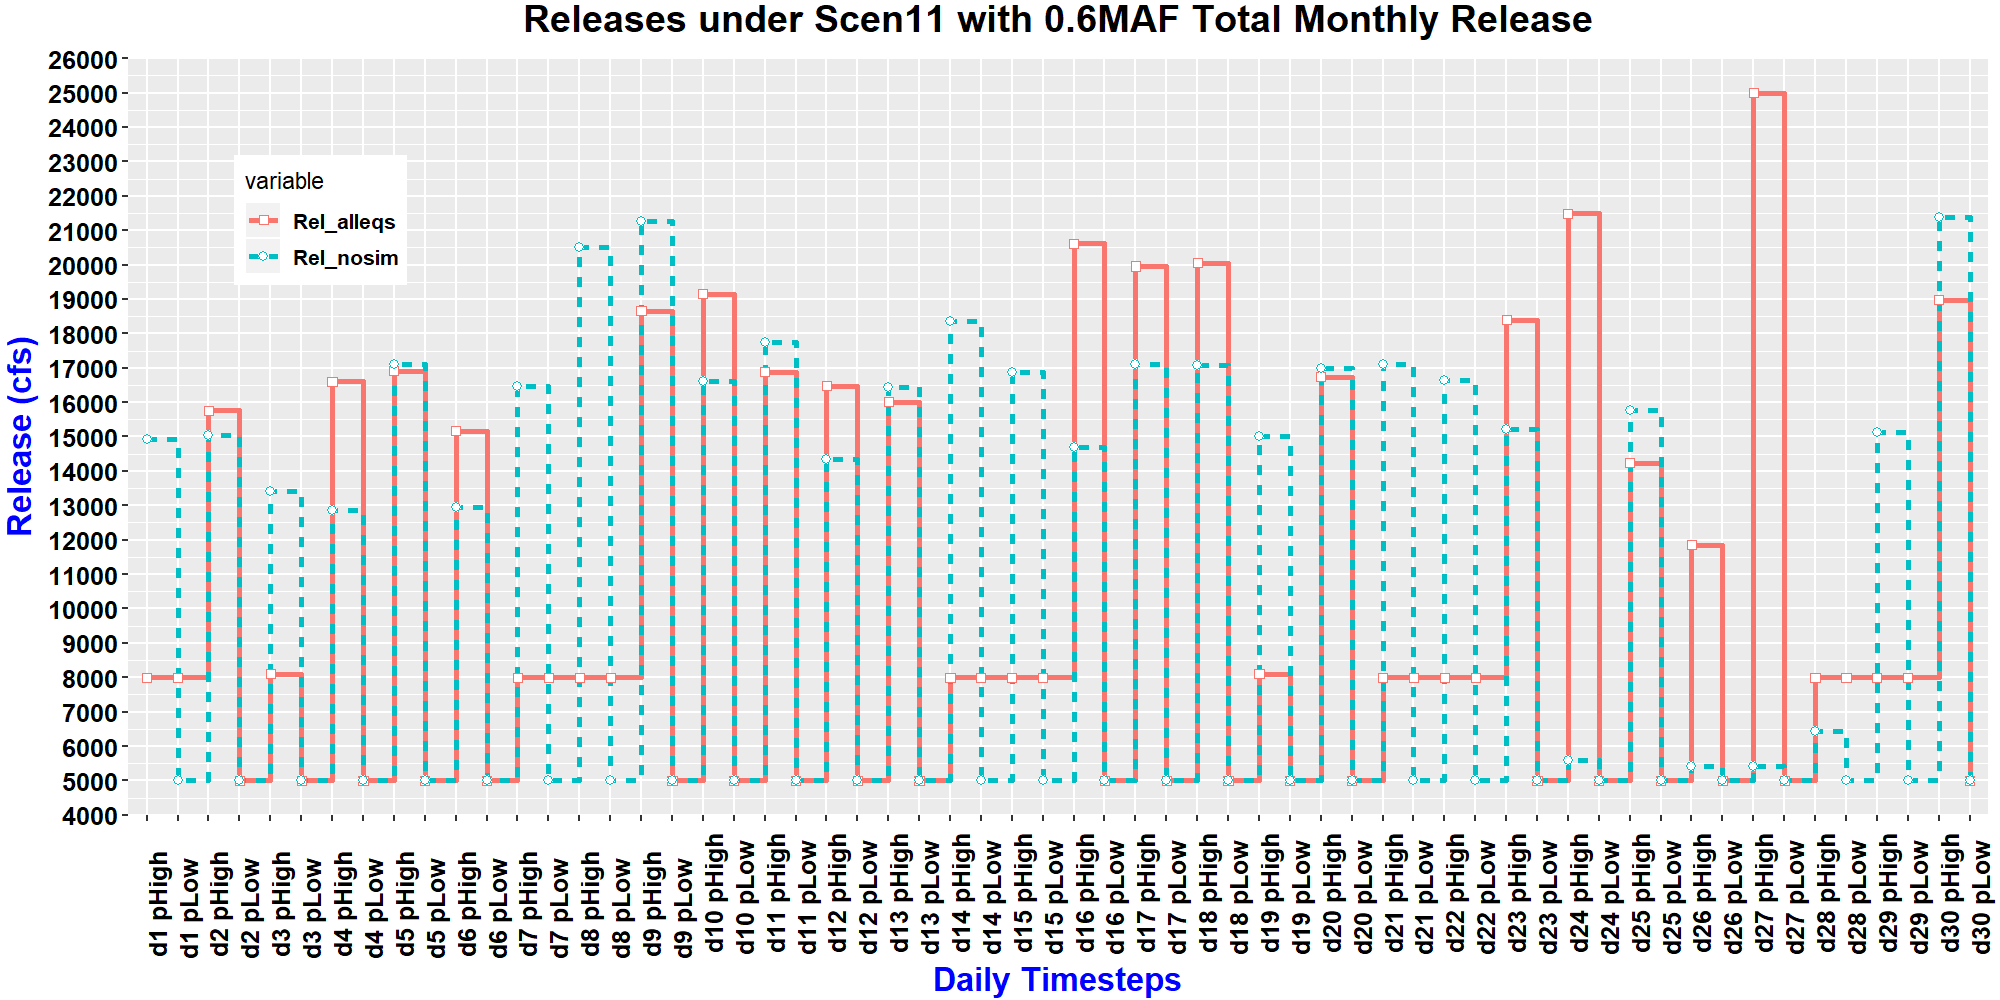 Releases under Scen11 with 0.6MAF Total Monthly Release
26000
25000
24000
23000
22000
21000
20000
19000
18000
17000
16000
15000
14000
13000
12000
11000
10000
9000
8000
7000
6000
5000
4000
Release (cfs)
variable
Rel_alleqs
Rel_nosim
d1 pHigh
d1 pLow
d2 pHigh
d2 pLow
d3 pHigh
d3 pLow
d4 pHigh
d4 pLow
d5 pHigh
d5 pLow
d6 pHigh
d6 pLow
d7 pHigh
d7 pLow
d8 pHigh
d8 pLow
d9 pHigh
d9 pLow
d10 pHigh
d10 pLow
d11 pHigh
d11 pLow
d12 pHigh
d12 pLow
d13 pHigh
d13 pLow
d14 pHigh
d14 pLow
d15 pHigh
d15 pLow
d16 pHigh
d16 pLow
d17 pHigh
d17 pLow
d18 pHigh
d18 pLow
d19 pHigh
d19 pLow
d20 pHigh
d20 pLow
d21 pHigh
d21 pLow
d22 pHigh
d22 pLow
d23 pHigh
d23 pLow
d24 pHigh
d24 pLow
d25 pHigh
d25 pLow
d26 pHigh
d26 pLow
d27 pHigh
d27 pLow
d28 pHigh
d28 pLow
d29 pHigh
d29 pLow
d30 pHigh
d30 pLow
Daily Timesteps